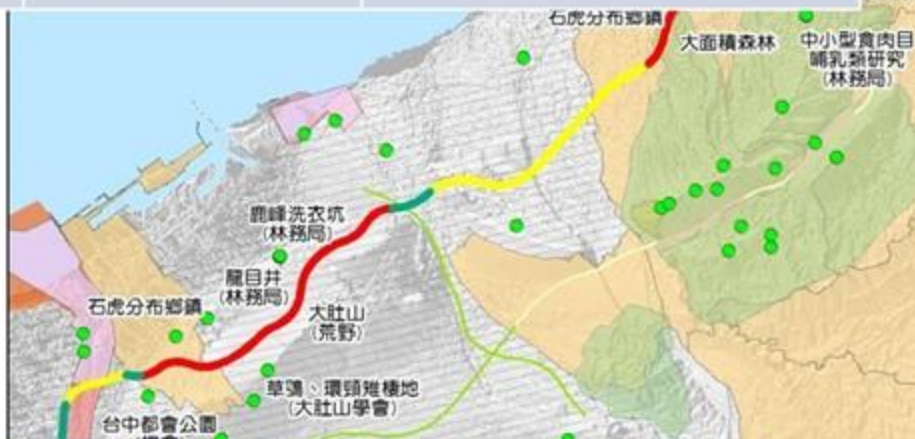 石虎分布鄉鎮
大面積森林
中小型食肉目
哺乳類研究
(林務局)
鹿峰洗衣坑
(林務局)
龍目井
(林務局)
石虎分布鄉鎮
大肚山
(荒野)
草鴞、環頸雉棲地
(大肚山學會)
台中都會公園